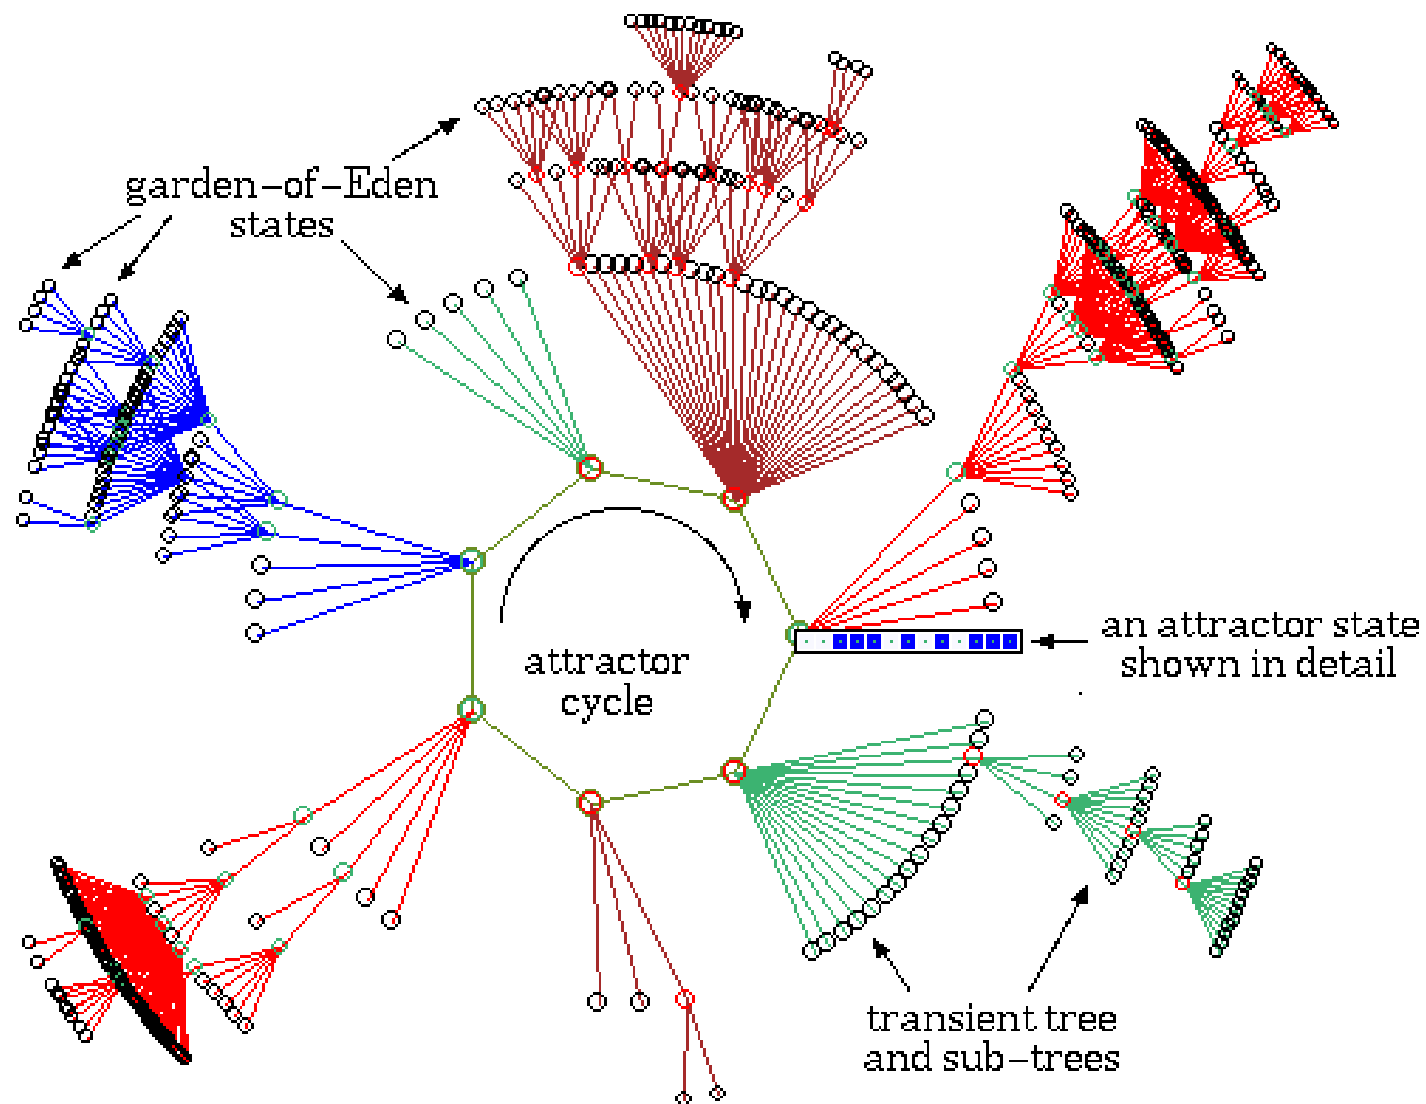 garden-of-Eden
states
an attractor state
shown in detail
attractor
cycle
transient tree
and sub-trees